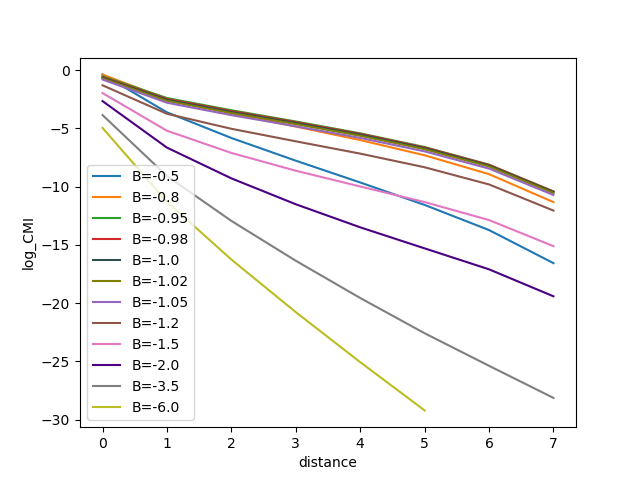 0
−5
−10
−15
−20
−25
−30
log_CMI
B=-0.5
B=-0.8
B=-0.95
B=-0.98
B=-1.0
B=-1.02
B=-1.05
B=-1.2
B=-1.5
B=-2.0
B=-3.5
B=-6.0
0 1 2 3 4 5 6 7
distance